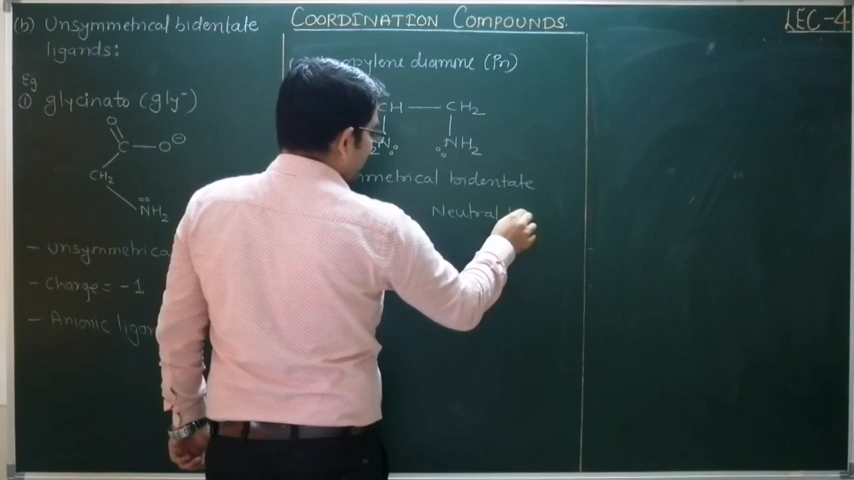 COORDINATION COMPOUNDS
LEC-4
(b) Unsymmetrical bidentate
ligands:
Eg
① glycinato (gly⁻)
O
C — O⊖
CH₂
NH₂
- Unsymmetrica
- Charge = -1
- Anionic liga
pylene diamine (Pn)
CH — CH₂
NH₂
mmetrical bidentate
Neutral